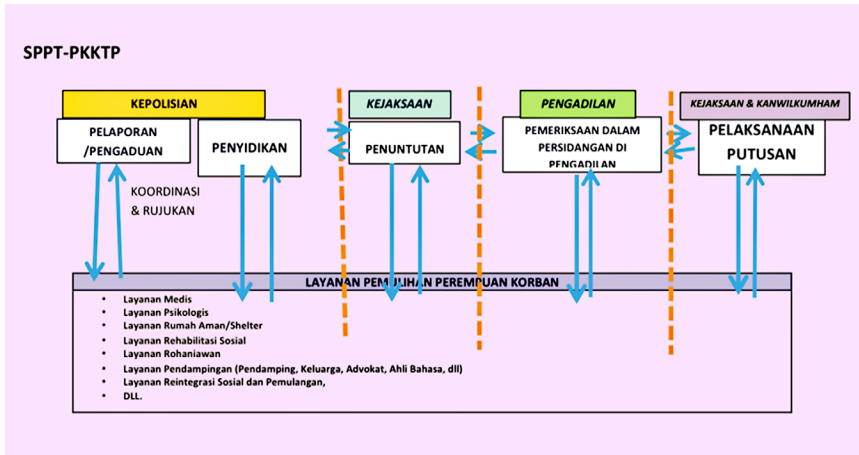 SPPT-PKKTP
KEPOLISIAN
PELAPORAN
/PENGADUAN
PENYIDIKAN
KOORDINASI
& RUJUKAN
KEJAKSAAN
PENUNTUTAN
PENGADILAN
PEMERIKSAAN DALAM
PERSIDANGAN DI
PENGADILAN
KEJAKSAAN & KANWILKUMHAM
PELAKSANAAN
PUTUSAN
LAYANAN PEMULIHAN PEREMPUAN KORBAN
• Layanan Medis
• Layanan Psikologis
• Layanan Rumah Aman/Shelter
• Layanan Rehabilitasi Sosial
• Layanan Rohaniawan
• Layanan Pendampingan (Pendamping, Keluarga, Advokat, Ahli Bahasa, dll)
• Layanan Reintegrasi Sosial dan Pemulangan,
• DLL.